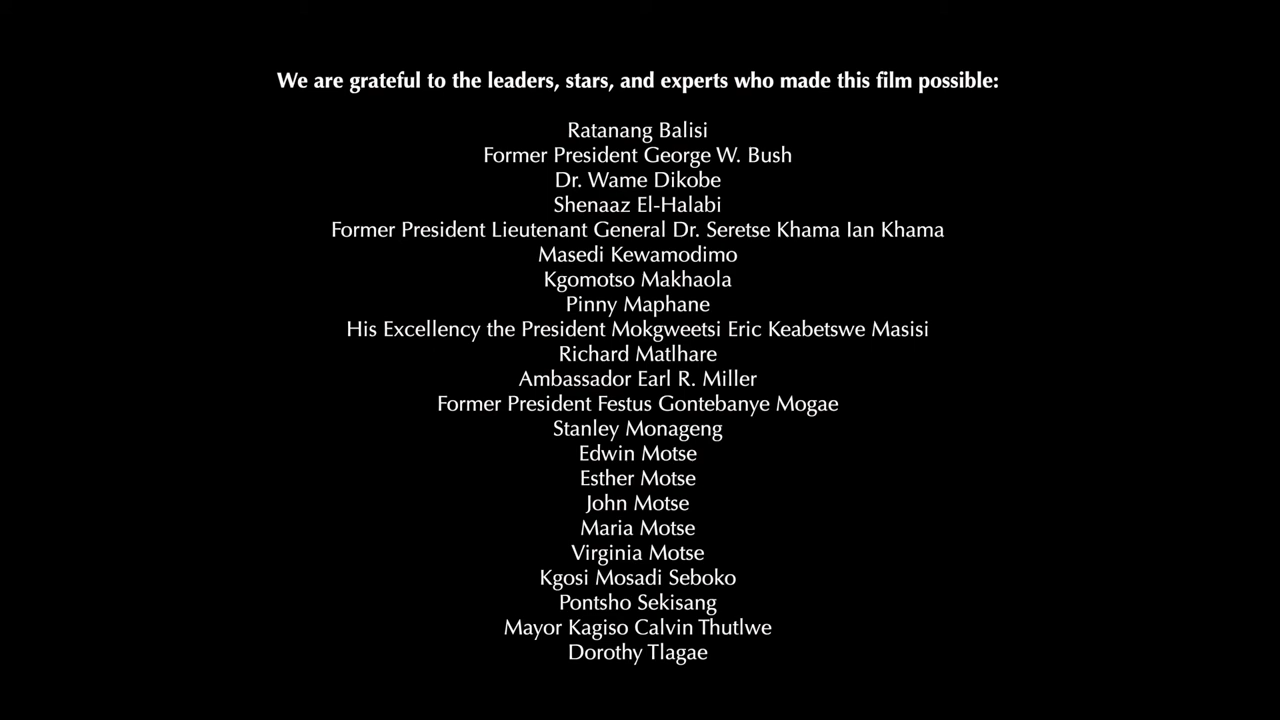 We are grateful to the leaders, stars, and experts who made this film possible:
Ratanang Balisi
Former President George W. Bush
Dr. Wame Dikobe
Shenaaz El-Halabi
Former President Lieutenant General Dr. Seretse Khama Ian Khama
Masedi Kewamodimo
Kgomotso Makhaola
Pinny Maphane
His Excellency the President Mokgweetsi Eric Keabetswe Masisi
Richard Matlhare
Ambassador Earl R. Miller
Former President Festus Gontebanye Mogae
Stanley Monageng
Edwin Motse
Esther Motse
John Motse
Maria Motse
Virginia Motse
Kgosi Mosadi Seboko
Pontsho Sekisang
Mayor Kagiso Calvin Thutlwe
Dorothy Tlagae